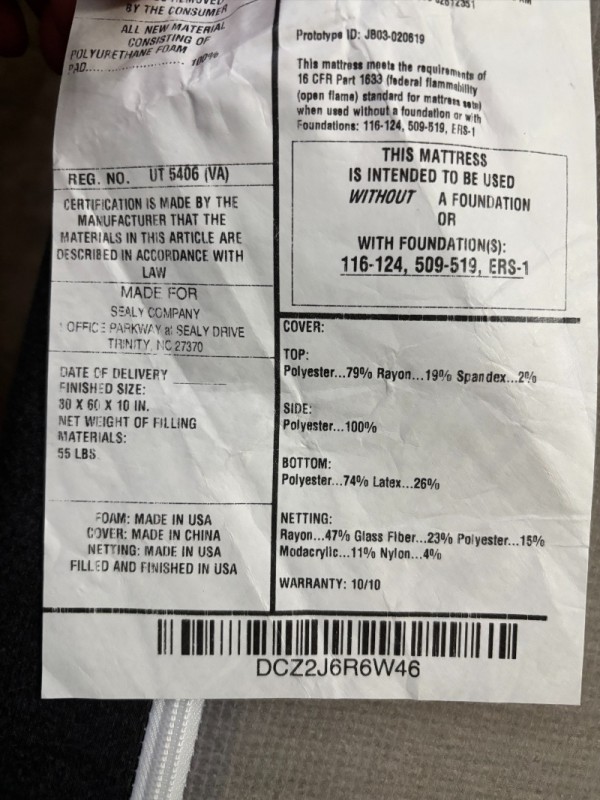 BY THE CONSUMER
ALL NEW MATERIAL
CONSISTING OF
POLYURETHANE FOAM
PAD................ 100%
REG. NO. UT 5406 (VA)
CERTIFICATION IS MADE BY THE
MANUFACTURER THAT THE
MATERIALS IN THIS ARTICLE ARE
DESCRIBED IN ACCORDANCE WITH
LAW
MADE FOR
SEALY COMPANY
OFFICE PARKWAY at SEALY DRIVE
TRINITY, NC 27370
DATE OF DELIVERY
FINISHED SIZE:
30 X 60 X 10 IN.
NET WEIGHT OF FILLING
MATERIALS:
55 LBS.
FOAM: MADE IN USA
COVER: MADE IN CHINA
NETTING: MADE IN USA
FILLED AND FINISHED IN USA
Prototype ID: JB03-020619
This mattress meets the requirements of
16 CFR Part 1633 (federal flammability
(open flame) standard for mattress sets)
when used without a foundation or with
Foundations: 116-124, 509-519, ERS-1
THIS MATTRESS
IS INTENDED TO BE USED
WITHOUT A FOUNDATION
OR
WITH FOUNDATION(S):
116-124, 509-519, ERS-1
COVER:
TOP:
Polyester...79% Rayon...19% Spandex...2%
SIDE:
Polyester...100%
BOTTOM:
Polyester...74% Latex...26%
NETTING:
Rayon...47% Glass Fiber...23% Polyester...15%
Modacrylic...11% Nylon...4%
WARRANTY: 10/10
DCZ2J6R6W46